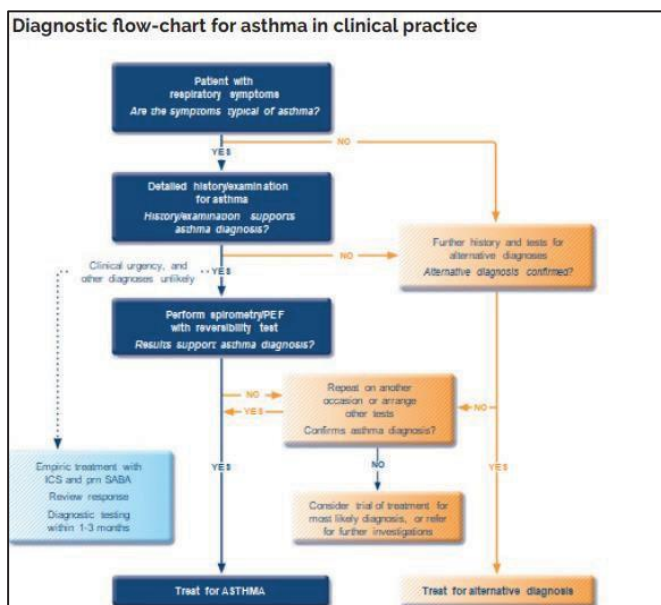 Diagnostic flow-chart for asthma in clinical practice
Patient with
respiratory symptoms
Are the symptoms typical of asthma?
NO
YES
Detailed history/examination
for asthma
History/examination supports
asthma diagnosis?
NO
Further history and tests for
alternative diagnoses
Alternative diagnosis confirmed?
Clinical urgency, and
other diagnoses unlikely
YES
Perform spirometry/PEF
with reversibility test
Results support asthma diagnosis?
NO
YES
Repeat on another
occasion or arrange
other tests
Confirms asthma diagnosis?
NO
Empiric treatment with
ICS and prn SABA
Review response
Diagnostic testing
within 1-3 months
YES
NO
YES
Consider trial of treatment for
most likely diagnosis, or refer
for further investigations
Treat for ASTHMA
Treat for alternative diagnosis